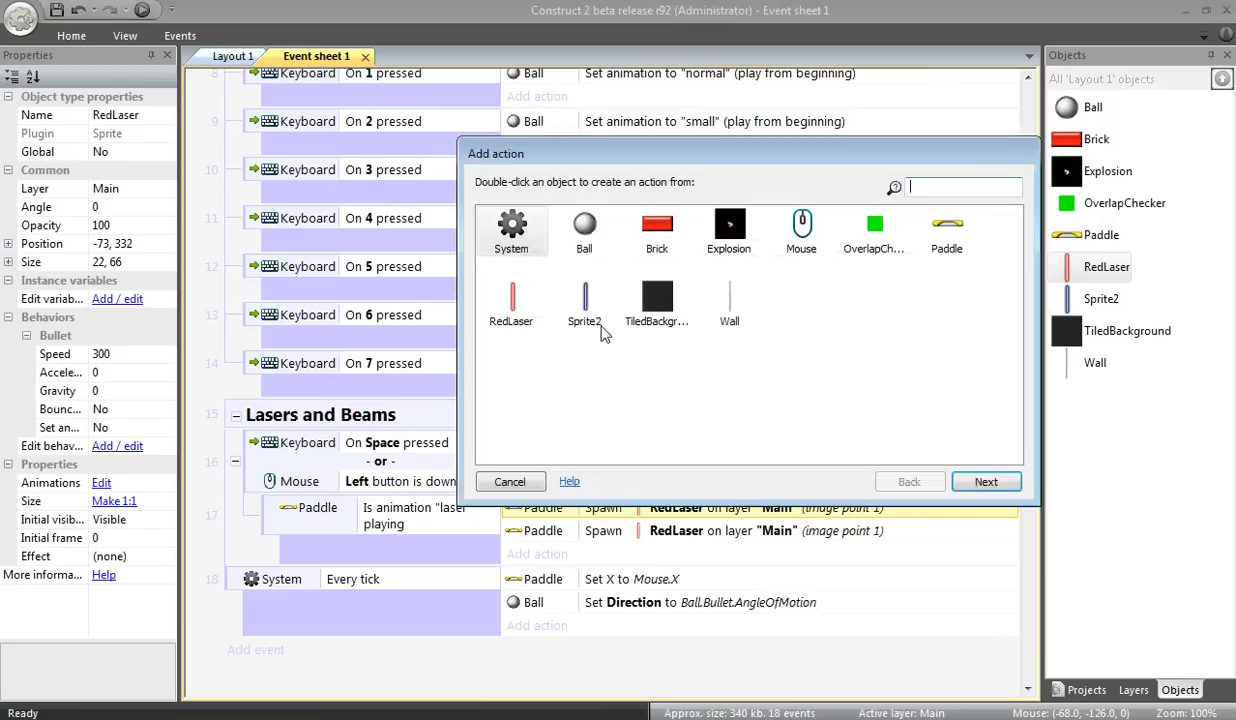 Construct 2 beta release r92 (Administrator) - Event sheet 1
Home View Events
Properties
Layout 1 Event sheet 1
Objects
Object type properties
Name RedLaser
Plugin Sprite
Global No
Common
Layer Main
Angle 0
Opacity 100
Position -73, 332
Size 22, 66
Instance variables
Edit variab... Add / edit
Behaviors
Bullet
Speed 300
Accele... 0
Gravity 0
Bounc... No
Set an... No
Edit behav... Add / edit
Properties
Animations Edit
Size Make 1:1
Initial visib... Visible
Initial frame 0
Effect (none)
More informa... Help
8 Keyboard On 1 pressed Ball Set animation to "normal" (play from beginning)
Add action
9 Keyboard On 2 pressed Ball Set animation to "small" (play from beginning)
10 Keyboard On 3 pressed
11 Keyboard On 4 pressed
12 Keyboard On 5 pressed
13 Keyboard On 6 pressed
14 Keyboard On 7 pressed
15 Lasers and Beams
16 Keyboard On Space pressed
- or -
Mouse Left button is down
17 Paddle Is animation "laser
playing
Paddle Spawn RedLaser on layer "Main" (image point 1)
Paddle Spawn RedLaser on layer "Main" (image point 1)
Add action
18 System Every tick Paddle Set X to Mouse.X
Ball Set Direction to Ball.Bullet.AngleOfMotion
Add action
Add event
Add action
Double-click an object to create an action from:
System Ball Brick Explosion Mouse OverlapCh... Paddle
RedLaser Sprite2 TiledBackgr... Wall
Cancel Help Back Next
All 'Layout 1' objects
Ball
Brick
Explosion
OverlapChecker
Paddle
RedLaser
Sprite2
TiledBackground
Wall
Projects Layers Objects
Ready Approx. size: 340 kb. 18 events Active layer: Main Mouse: (-68.0, -126.0, 0) Zoom: 100%